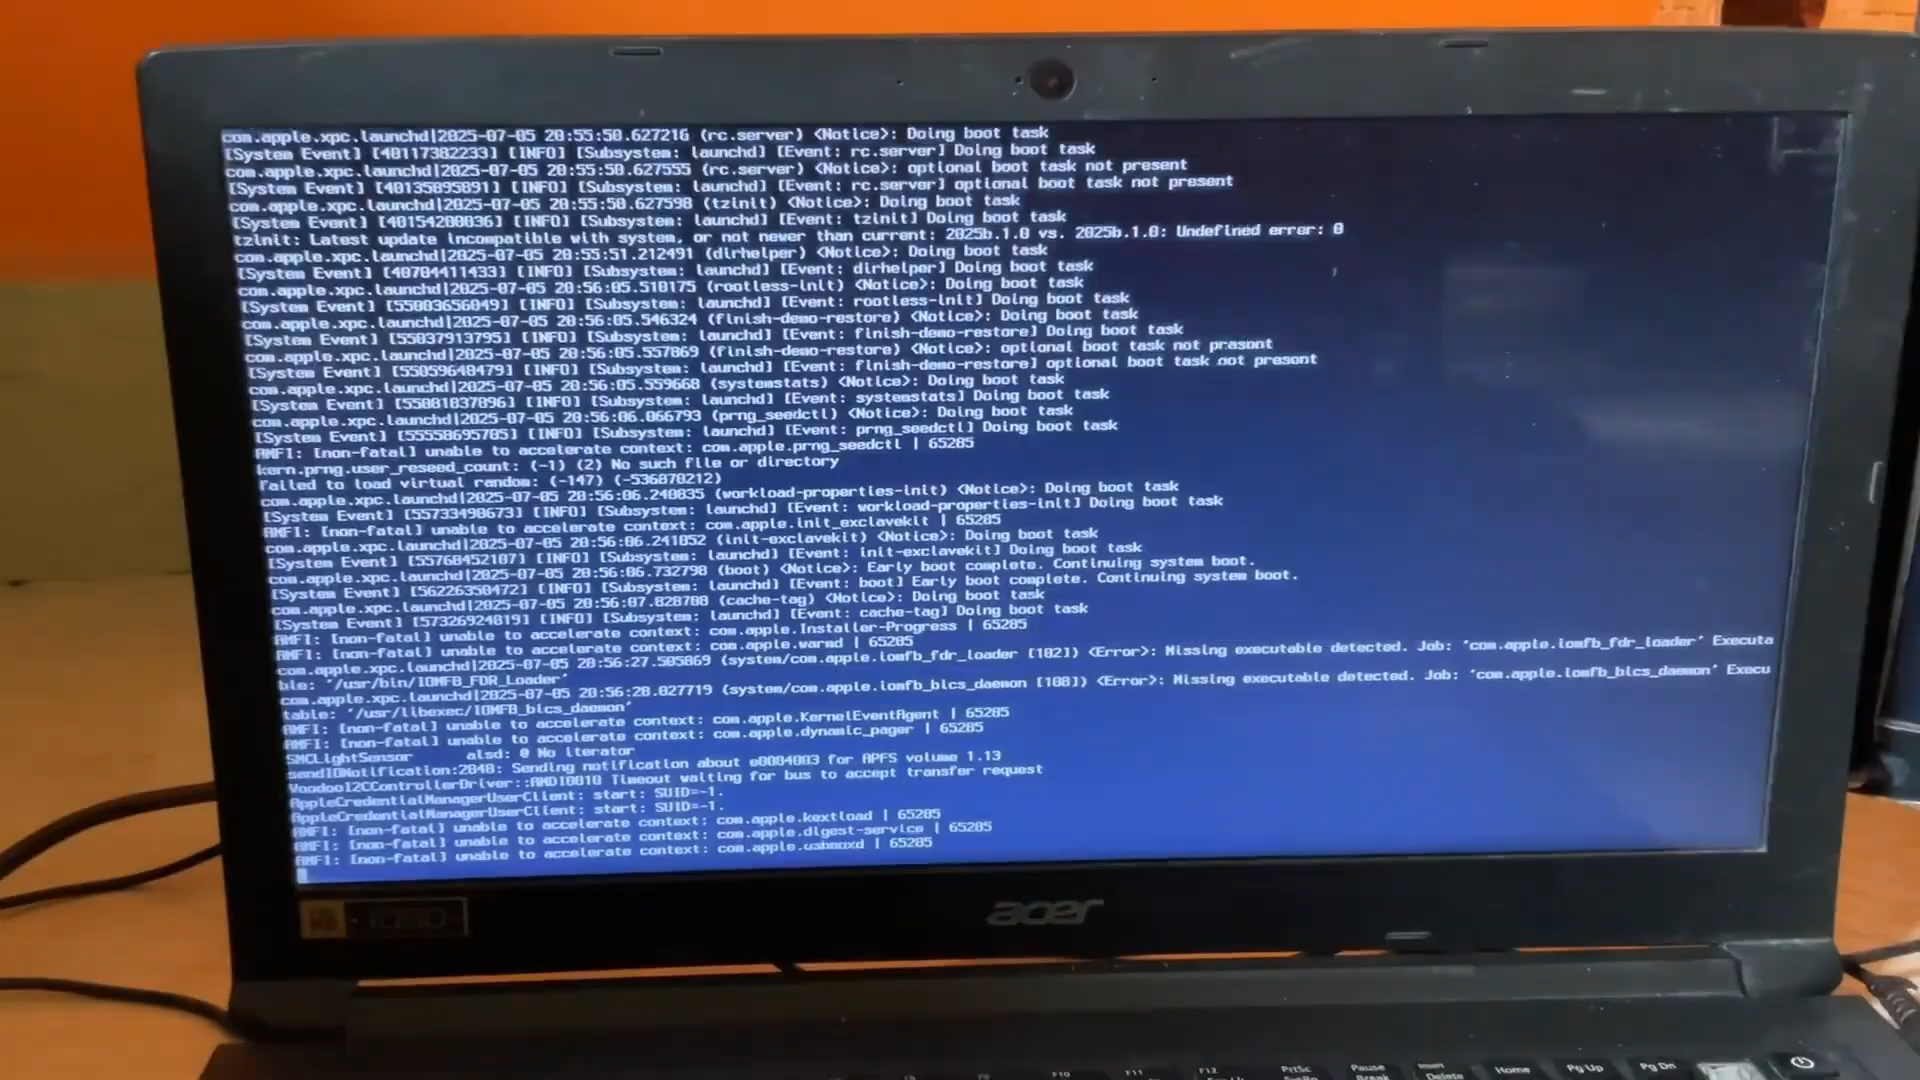 com.apple.xpc.launchd|2025-07-05 20:55:50.627216 (rc.server) <Notice>: Doing boot task
[System Event] [40117382233] [INFO] [Subsystem: launchd] [Event: rc.server] Doing boot task
com.apple.xpc.launchd|2025-07-05 20:55:50.627555 (rc.server) <Notice>: optional boot task not present
[System Event] [40135895891] [INFO] [Subsystem: launchd] [Event: rc.server] optional boot task not present
com.apple.xpc.launchd|2025-07-05 20:55:50.627598 (tzinit) <Notice>: Doing boot task
[System Event] [40154200036] [INFO] [Subsystem: launchd] [Event: tzinit] Doing boot task
tzinit: Latest update incompatible with system, or not newer than current: 2025b.1.0 vs. 2025b.1.0: Undefined error: 0
com.apple.xpc.launchd|2025-07-05 20:55:51.212491 (dirhelper) <Notice>: Doing boot task
[System Event] [40704411433] [INFO] [Subsystem: launchd] [Event: dirhelper] Doing boot task
com.apple.xpc.launchd|2025-07-05 20:56:05.510175 (rootless-init) <Notice>: Doing boot task
[System Event] [55003656049] [INFO] [Subsystem: launchd] [Event: rootless-init] Doing boot task
com.apple.xpc.launchd|2025-07-05 20:56:05.546324 (finish-demo-restore) <Notice>: Doing boot task
[System Event] [55037913795] [INFO] [Subsystem: launchd] [Event: finish-demo-restore] Doing boot task
com.apple.xpc.launchd|2025-07-05 20:56:05.557869 (finish-demo-restore) <Notice>: optional boot task not present
[System Event] [55059648479] [INFO] [Subsystem: launchd] [Event: finish-demo-restore] optional boot task not present
com.apple.xpc.launchd|2025-07-05 20:56:05.559668 (systemstats) <Notice>: Doing boot task
[System Event] [55081837896] [INFO] [Subsystem: launchd] [Event: systemstats] Doing boot task
com.apple.xpc.launchd|2025-07-05 20:56:06.066793 (prng_seedctl) <Notice>: Doing boot task
[System Event] [55558695705] [INFO] [Subsystem: launchd] [Event: prng_seedctl] Doing boot task
AMFI: [non-fatal] unable to accelerate context: com.apple.prng_seedctl | 65285
kern.prng.user_reseed_count: (-1) (2) No such file or directory
failed to load virtual random: (-147) (-536870212)
com.apple.xpc.launchd|2025-07-05 20:56:06.240835 (workload-properties-init) <Notice>: Doing boot task
[System Event] [55733498673] [INFO] [Subsystem: launchd] [Event: workload-properties-init] Doing boot task
AMFI: [non-fatal] unable to accelerate context: com.apple.init_exclavekit | 65285
com.apple.xpc.launchd|2025-07-05 20:56:06.241052 (init-exclavekit) <Notice>: Doing boot task
[System Event] [55768452187] [INFO] [Subsystem: launchd] [Event: init-exclavekit] Doing boot task
com.apple.xpc.launchd|2025-07-05 20:56:06.732798 (boot) <Notice>: Early boot complete. Continuing system boot.
[System Event] [56226350472] [INFO] [Subsystem: launchd] [Event: boot] Early boot complete. Continuing system boot.
com.apple.xpc.launchd|2025-07-05 20:56:07.828708 (cache-tag) <Notice>: Doing boot task
[System Event] [57326924819] [INFO] [Subsystem: launchd] [Event: cache-tag] Doing boot task
AMFI: [non-fatal] unable to accelerate context: com.apple.Installer-Progress | 65285
AMFI: [non-fatal] unable to accelerate context: com.apple.warmd | 65285
com.apple.xpc.launchd|2025-07-05 20:56:27.505869 (system/com.apple.iomfb_fdr_loader [102]) <Error>: Missing executable detected. Job: 'com.apple.iomfb_fdr_loader' Executa
ble: '/usr/bin/IOMFB_FDR_Loader'
com.apple.xpc.launchd|2025-07-05 20:56:28.027719 (system/com.apple.iomfb_blcs_daemon [108]) <Error>: Missing executable detected. Job: 'com.apple.iomfb_blcs_daemon' Execu
table: '/usr/libexec/IOMFB_blcs_daemon'
AMFI: [non-fatal] unable to accelerate context: com.apple.KernelEventAgent | 65285
AMFI: [non-fatal] unable to accelerate context: com.apple.dynamic_pager | 65285
SMCLightSensor alsd: @ No iterator
sendIONotification:2848: Sending notification about e0084003 for APFS volume 1.13
VoodooI2CControllerDriver::AMDI0010 Timeout waiting for bus to accept transfer request
AppleCredentialManagerUserClient: start: SUID=-1.
AppleCredentialManagerUserClient: start: SUID=-1.
AMFI: [non-fatal] unable to accelerate context: com.apple.kextload | 65285
AMFI: [non-fatal] unable to accelerate context: com.apple.digest-service | 65285
AMFI: [non-fatal] unable to accelerate context: com.apple.usbmuxd | 65285
acer
F10
F11
F12
PrtSc
Pause
Break
Insert
Delete
Home
Pg Up
Pg Dn